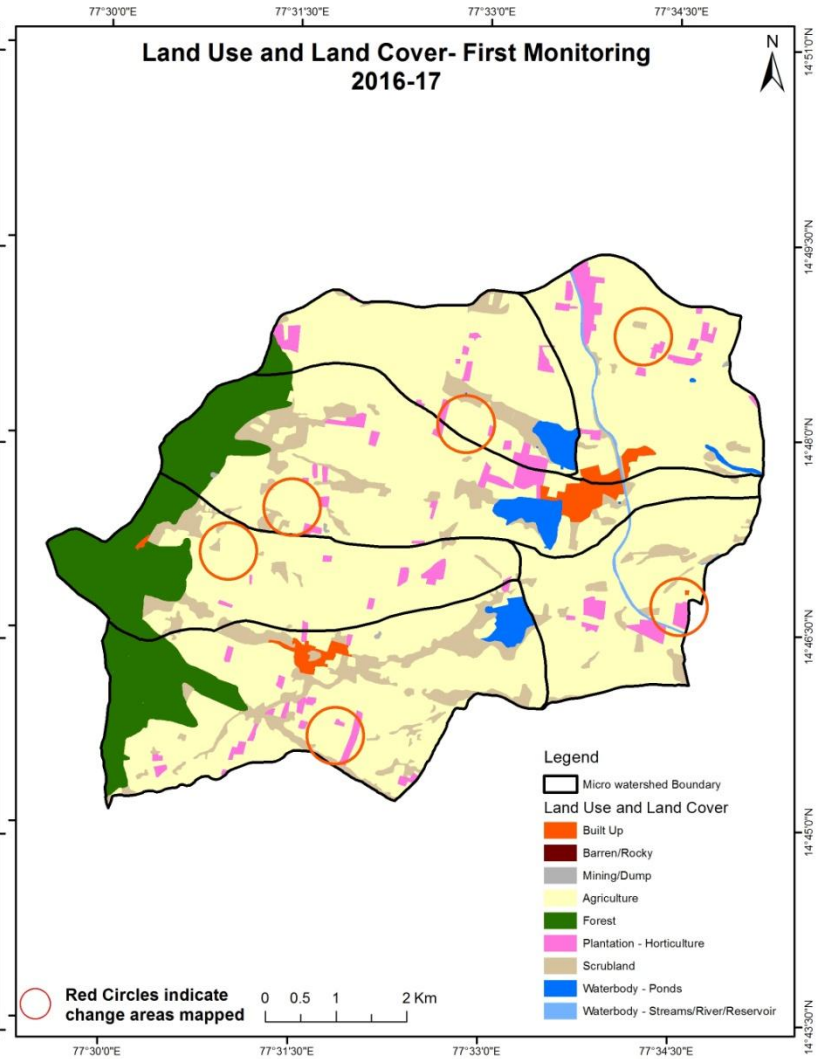 77°30'0"E 77°31'30"E 77°33'0"E 77°34'30"E
Land Use and Land Cover- First Monitoring
2016-17
N
14°51'0"N
14°49'30"N
14°48'0"N
14°46'30"N
14°45'0"N
14°43'30"N
Legend
Micro watershed Boundary
Land Use and Land Cover
Built Up
Barren/Rocky
Mining/Dump
Agriculture
Forest
Plantation - Horticulture
Scrubland
Waterbody - Ponds
Waterbody - Streams/River/Reservoir
Red Circles indicate
change areas mapped
0 0.5 1 2 Km
77°30'0"E 77°31'30"E 77°33'0"E 77°34'30"E